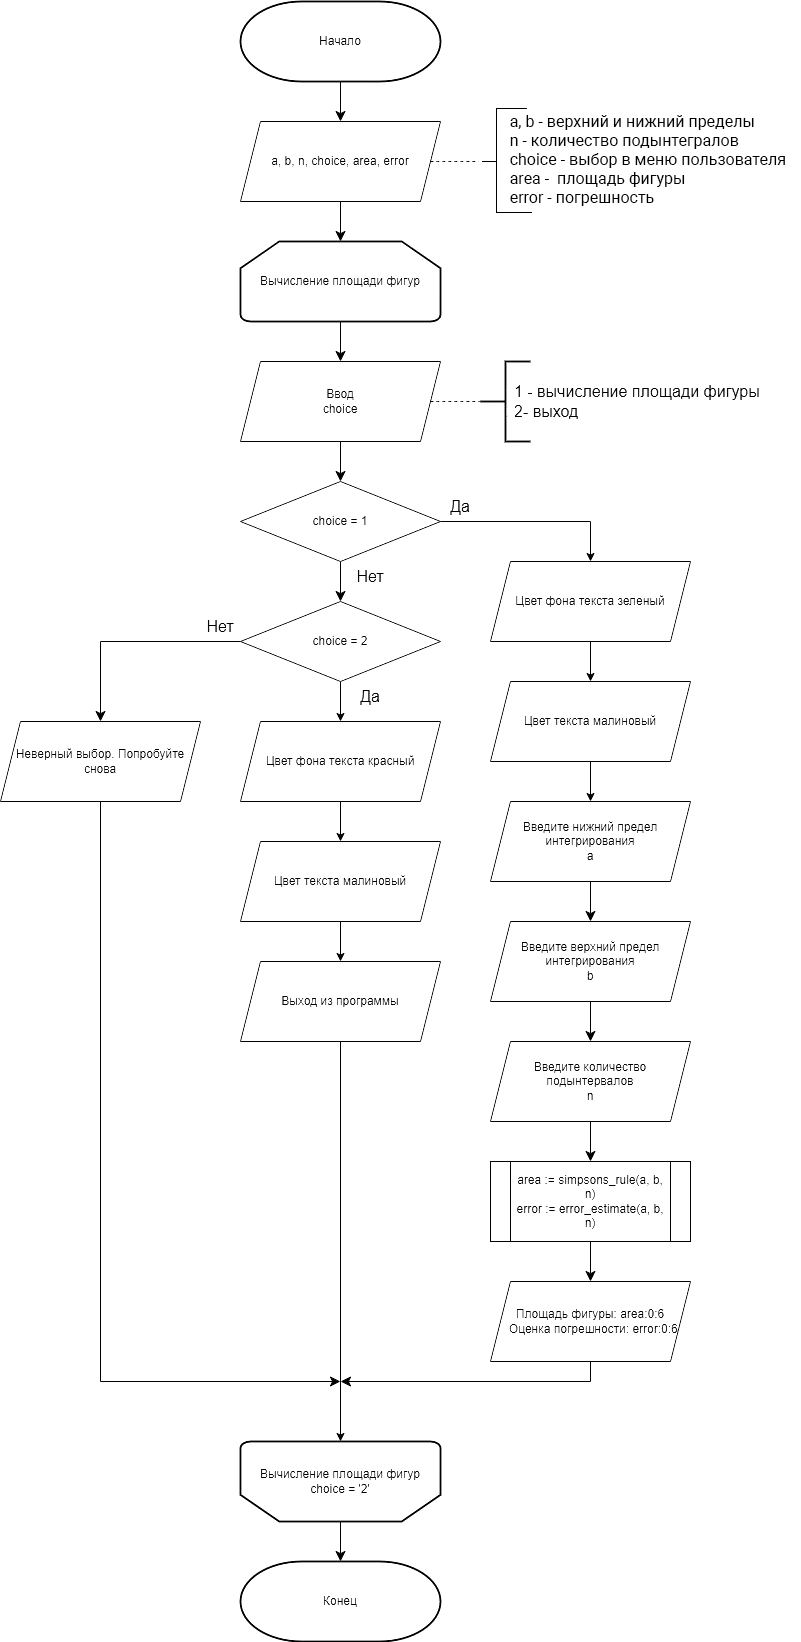 Начало
a, b, n, choice, area, error
a, b - верхний и нижний пределы
n - количество подынтегралов
choice - выбор в меню пользователя
area -  площадь фигуры
error - погрешность
Вычисление площади фигур
Ввод
choice
1 - вычисление площади фигуры
2- выход
choice = 1
Да
Нет
Цвет фона текста зеленый
choice = 2
Нет
Да
Цвет текста малиновый
Неверный выбор. Попробуйте
снова
Цвет фона текста красный
Введите нижний предел
интегрирования
a
Цвет текста малиновый
Введите верхний предел
интегрирования
b
Выход из программы
Введите количество
подынтервалов
n
area := simpsons_rule(a, b,
n)
error := error_estimate(a, b,
n)
Площадь фигуры: area:0:6
Оценка погрешности: error:0:6
Вычисление площади фигур
choice = '2'
Конец